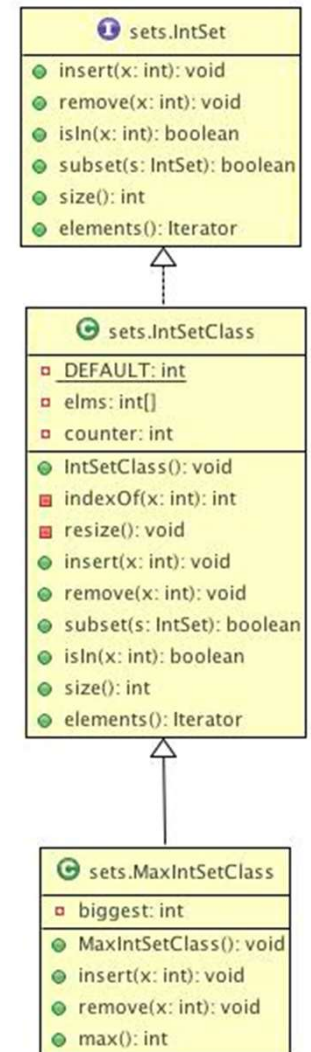 I sets.IntSet
insert(x: int): void
remove(x: int): void
isIn(x: int): boolean
subset(s: IntSet): boolean
size(): int
elements(): Iterator
C sets.IntSetClass
DEFAULT: int
elms: int[]
counter: int
IntSetClass(): void
indexOf(x: int): int
resize(): void
insert(x: int): void
remove(x: int): void
subset(s: IntSet): boolean
isIn(x: int): boolean
size(): int
elements(): Iterator
C sets.MaxIntSetClass
biggest: int
MaxIntSetClass(): void
insert(x: int): void
remove(x: int): void
max(): int